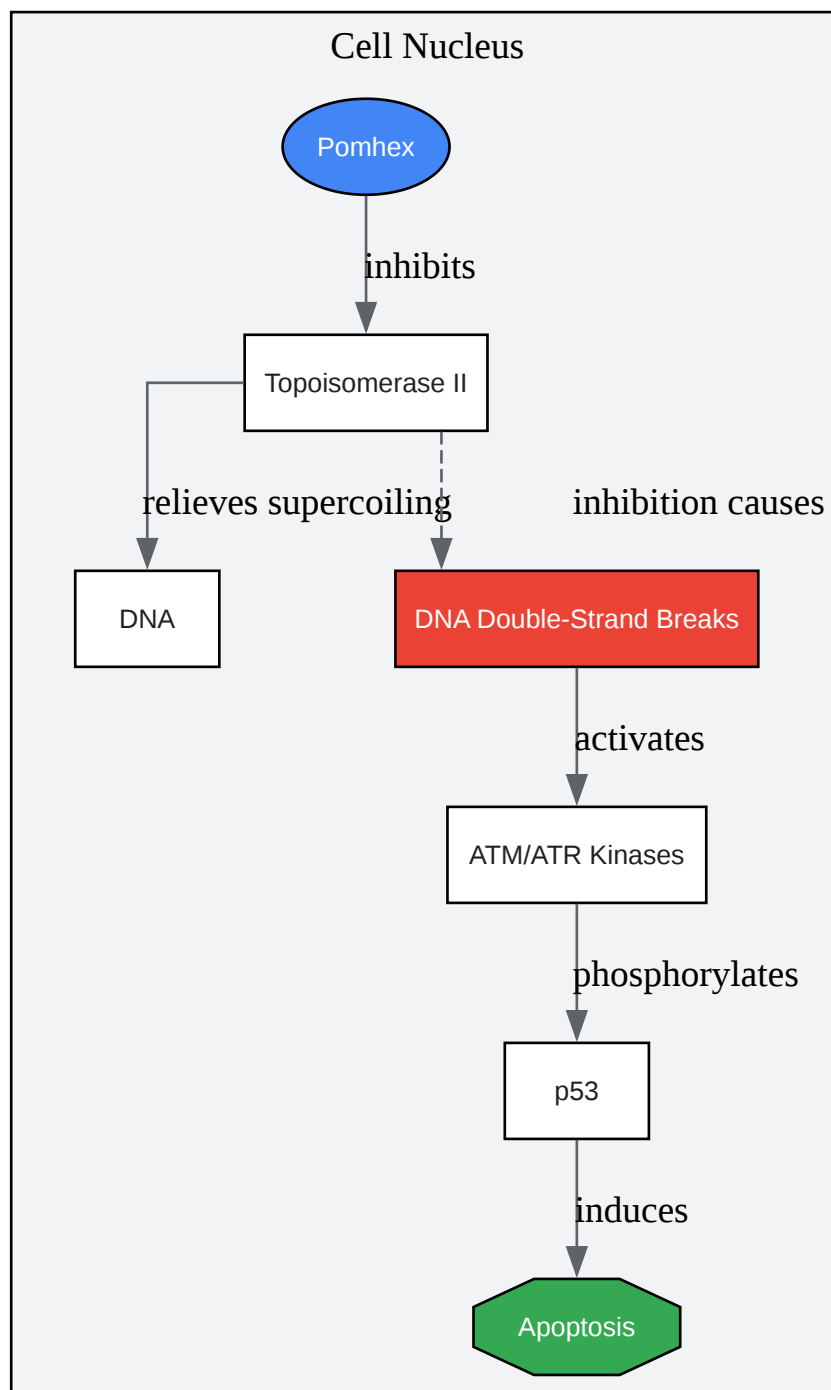 Cell Nucleus
Pomhex
inhibits
Topoisomerase II
relieves supercoiling
inhibition causes
DNA
DNA Double-Strand Breaks
activates
ATM/ATR Kinases
phosphorylates
p53
induces
Apoptosis